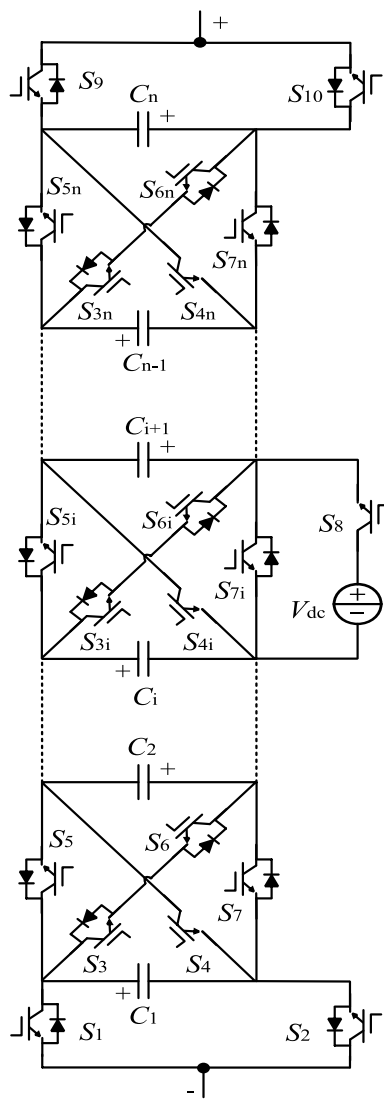 +
S9
Cn +
S10
S5n
S6n
S7n
S3n
S4n
+
Cn-1
Ci+1
+
S5i
S6i
S7i
S8
S3i
S4i
+
−
Vdc
+
Ci
C2
+
S5
S6
S7
S3
S4
+
C1
S1
S2
-